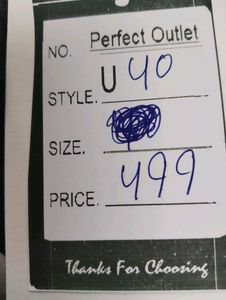 NO. Perfect Outlet
STYLE. U 40
SIZE.
PRICE. 499
Thanks For Choosing